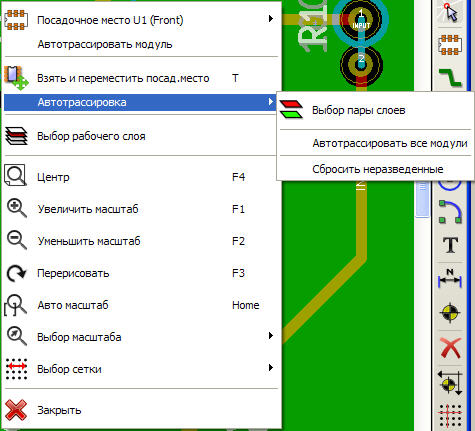 Посадочное место U1 (Front)
Автотрассировать модуль
Взять и переместить посад.место T
Автотрассировка
Выбор рабочего слоя
Центр F4
Увеличить масштаб F1
Уменьшить масштаб F2
Перерисовать F3
Авто масштаб Home
Выбор масштаба
Выбор сетки
Закрыть
Выбор пары слоев
Автотрассировать все модули
Сбросить неразведенные
1
INPUT
2
T
N